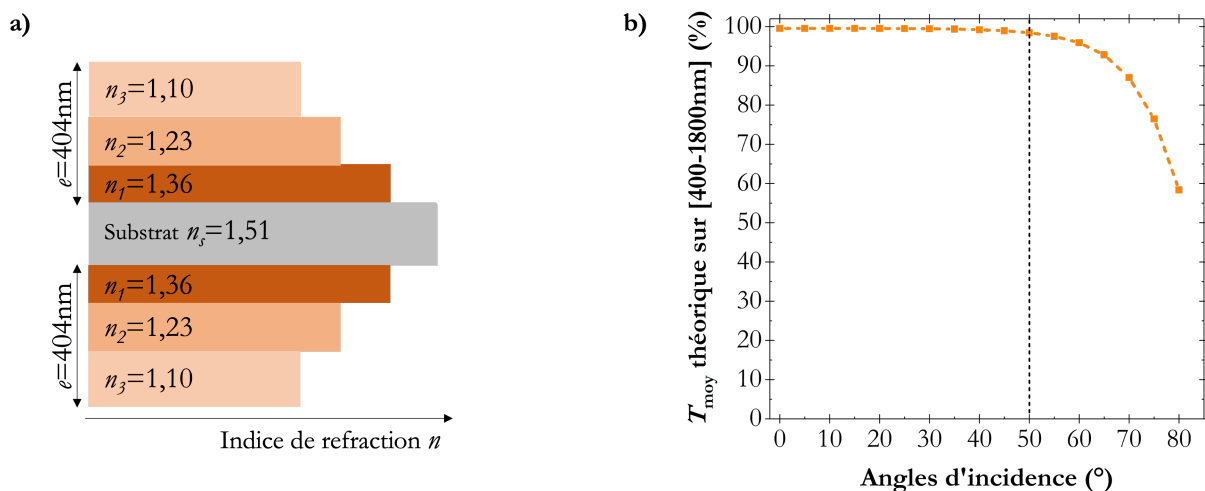 a)
n₃=1,10
n₂=1,23
n₁=1,36
e=404nm
Substrat nₛ=1,51
n₁=1,36
n₂=1,23
n₃=1,10
e=404nm
Indice de refraction n
b)
T_moy théorique sur [400-1800nm] (%)
100
90
80
70
60
50
40
30
20
10
0
0 10 20 30 40 50 60 70 80
Angles d'incidence (°)